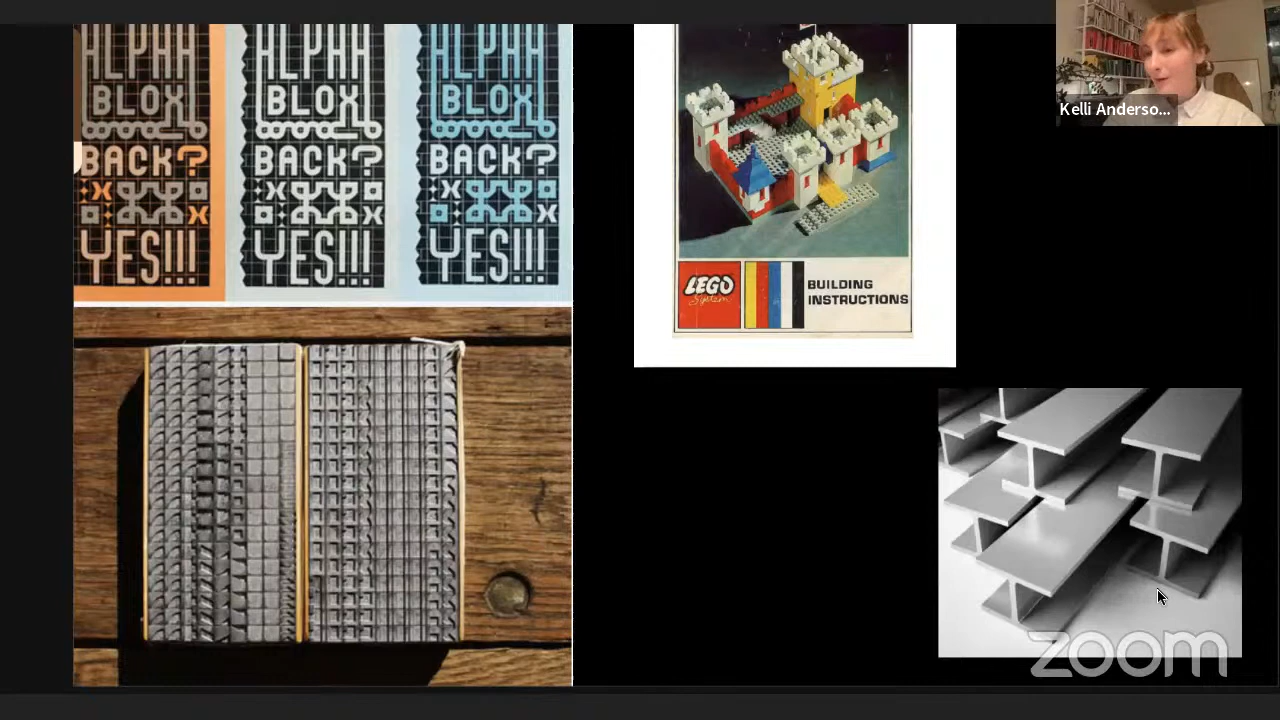 ALPHA
BLOX
BACK?
YES!!!
ALPHA
BLOX
BACK?
YES!!!
ALPHA
BLOX
BACK?
YES!!!
LEGO
System
BUILDING
INSTRUCTIONS
Kelli Anderso...
zoom